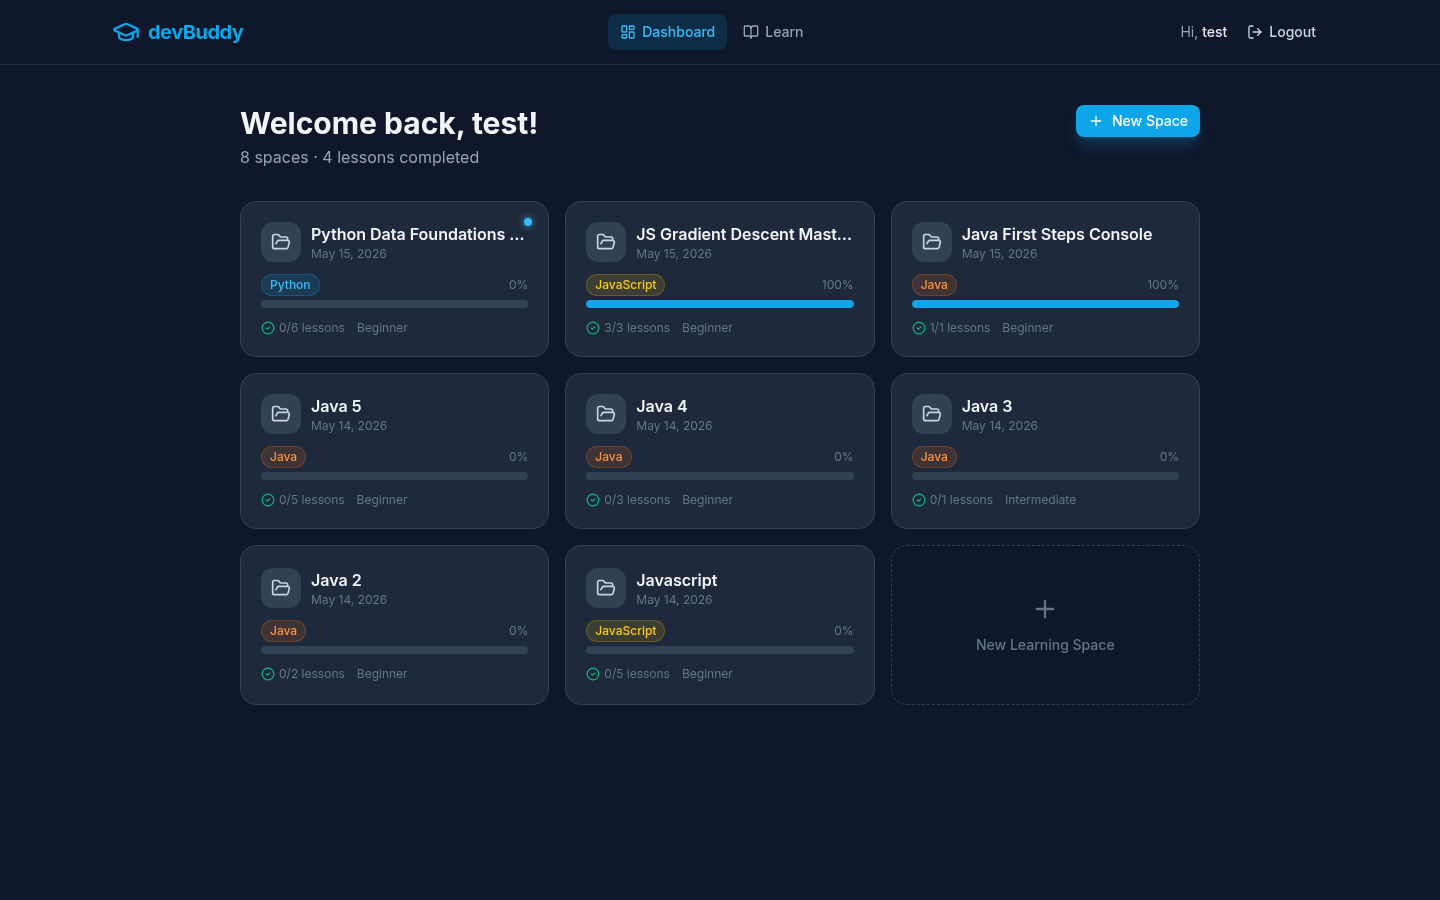 devBuddy
Dashboard
Learn
Hi, test
Logout
Welcome back, test!
New Space
8 spaces · 4 lessons completed
Python Data Foundations ...
May 15, 2026
Python
0%
0/6 lessons Beginner
JS Gradient Descent Mast...
May 15, 2026
JavaScript
100%
3/3 lessons Beginner
Java First Steps Console
May 15, 2026
Java
100%
1/1 lessons Beginner
Java 5
May 14, 2026
Java
0%
0/5 lessons Beginner
Java 4
May 14, 2026
Java
0%
0/3 lessons Beginner
Java 3
May 14, 2026
Java
0%
0/1 lessons Intermediate
Java 2
May 14, 2026
Java
0%
0/2 lessons Beginner
Javascript
May 14, 2026
JavaScript
0%
0/5 lessons Beginner
New Learning Space